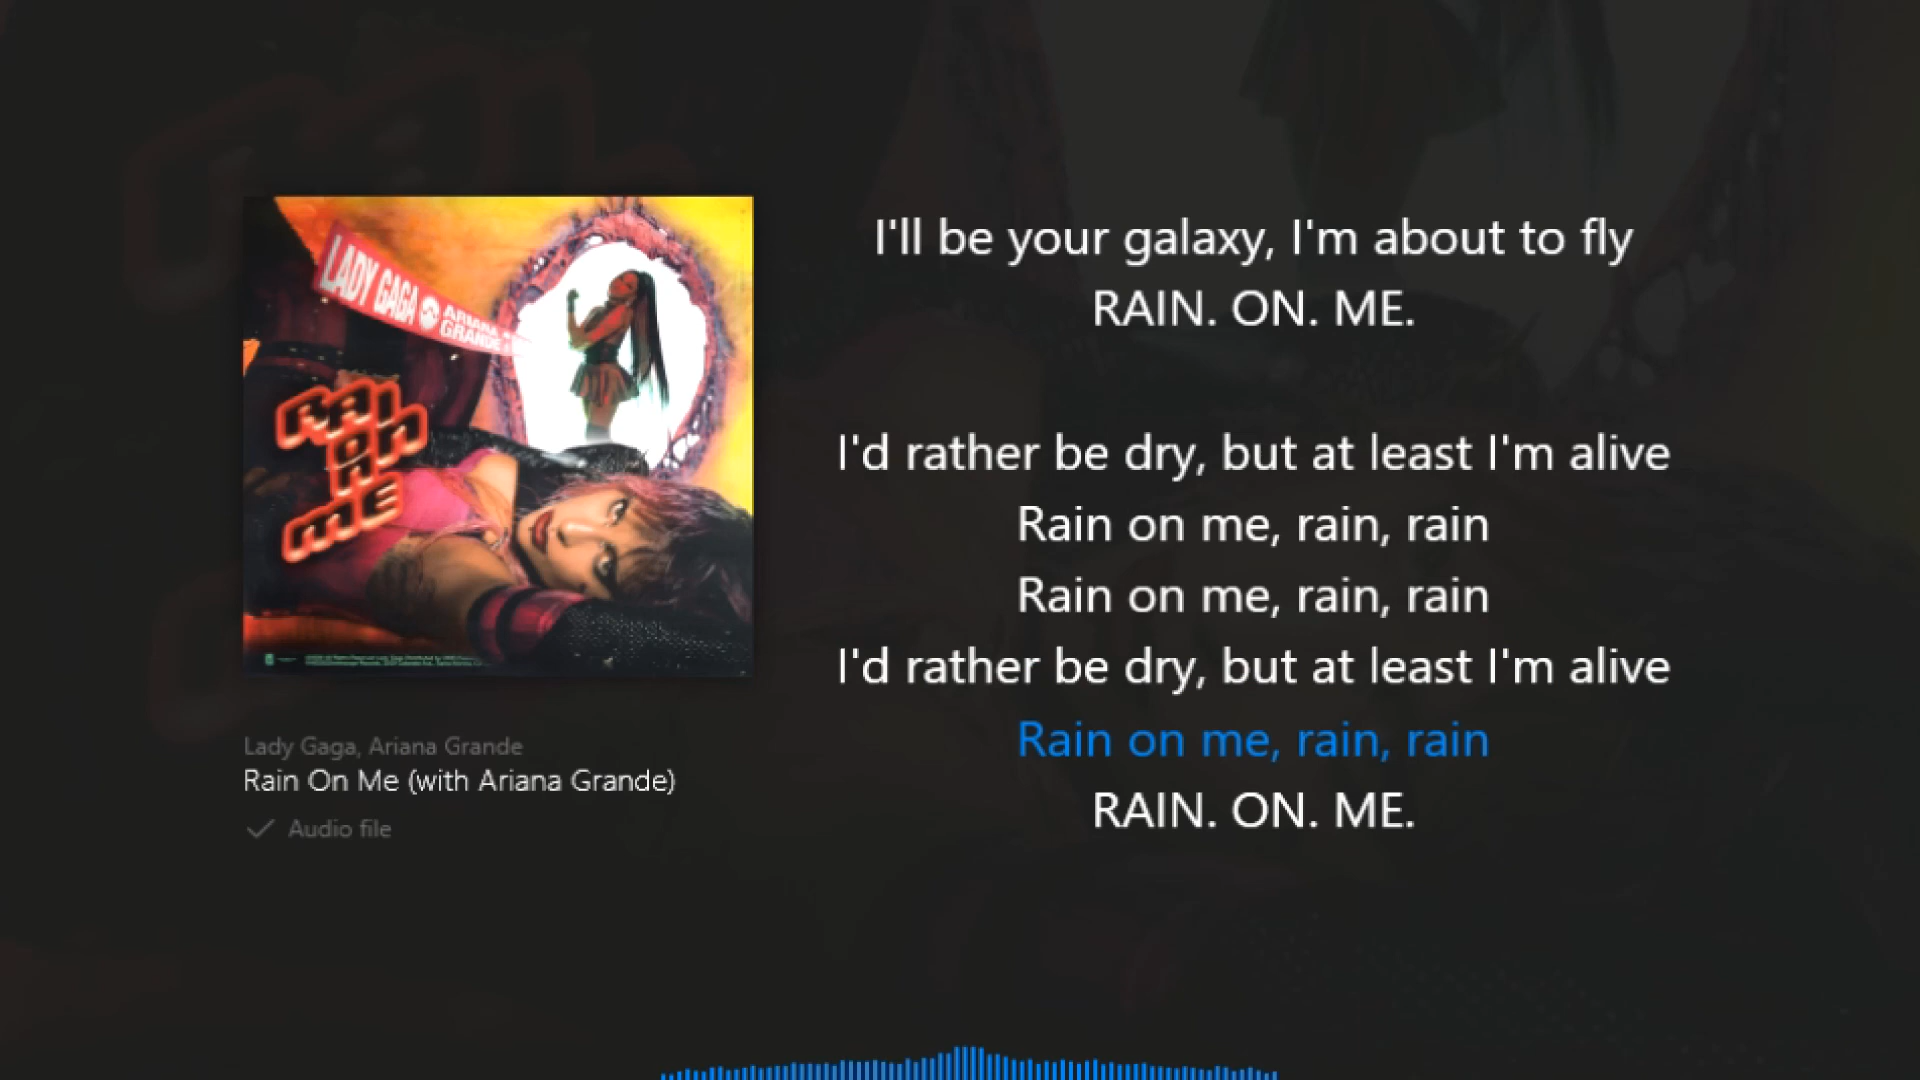 LADY GAGA
ARIANA GRANDE
RAIN ON ME
Lady Gaga, Ariana Grande
Rain On Me (with Ariana Grande)
Audio file
I'll be your galaxy, I'm about to fly
RAIN. ON. ME.
I'd rather be dry, but at least I'm alive
Rain on me, rain, rain
Rain on me, rain, rain
I'd rather be dry, but at least I'm alive
Rain on me, rain, rain
RAIN. ON. ME.